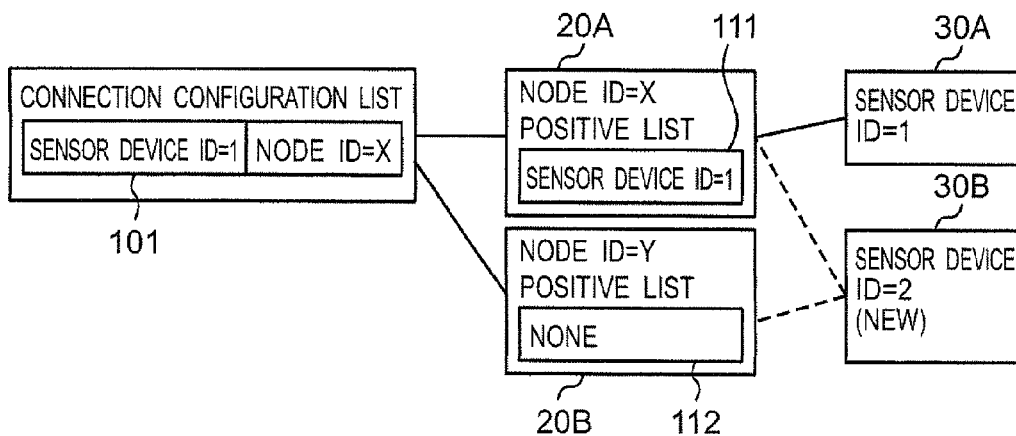 20A
111
30A
CONNECTION CONFIGURATION LIST
SENSOR DEVICE ID=1
NODE ID=X
101
NODE ID=X
POSITIVE LIST
SENSOR DEVICE ID=1
SENSOR DEVICE
ID=1
30B
NODE ID=Y
POSITIVE LIST
NONE
20B
112
SENSOR DEVICE
ID=2
(NEW)